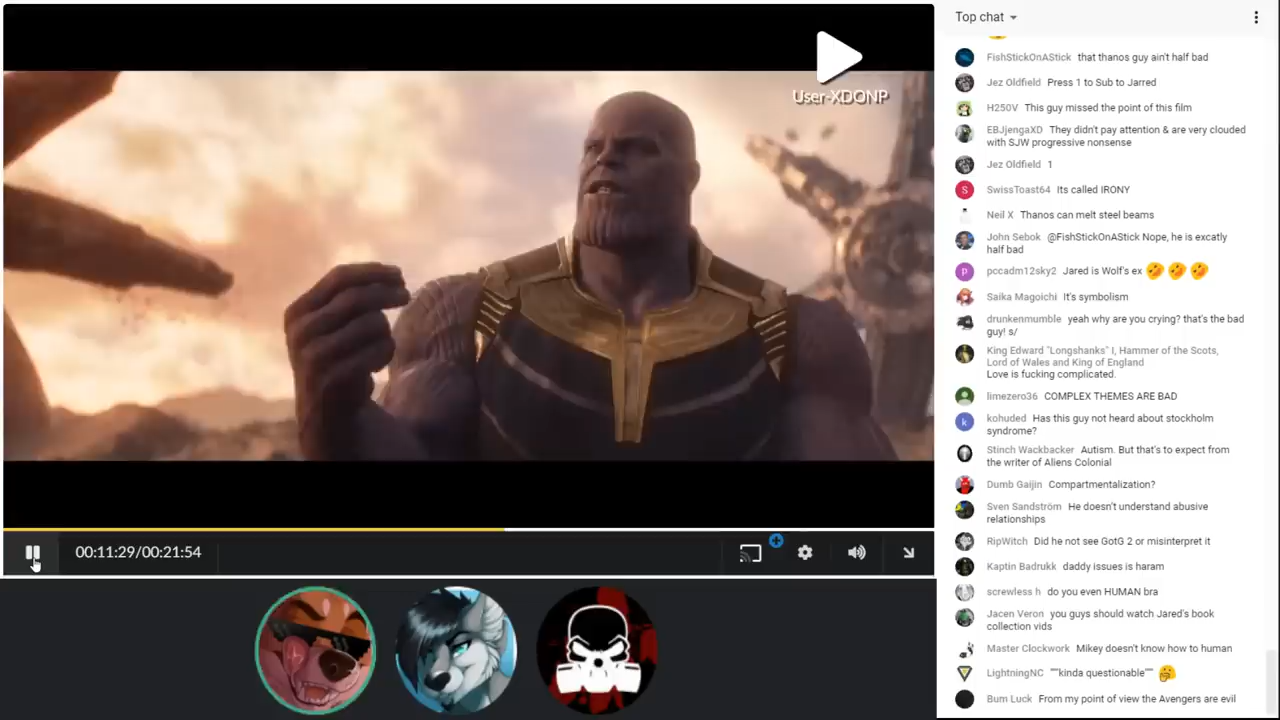 User-XDONP
00:11:29/00:21:54
Top chat
FishStickOnAStick that thanos guy ain't half bad
Jez Oldfield Press 1 to Sub to Jarred
H250V This guy missed the point of this film
EBJjengaXD They didn't pay attention & are very clouded
with SJW progressive nonsense
Jez Oldfield 1
S SwissToast64 Its called IRONY
Neil X Thanos can melt steel beams
John Sebok @FishStickOnAStick Nope, he is excatly
half bad
P pccadm12sky2 Jared is Wolf's ex
Saika Magoichi It's symbolism
drunkenmumble yeah why are you crying? that's the bad
guy! s/
King Edward "Longshanks" I, Hammer of the Scots,
Lord of Wales and King of England
Love is fucking complicated.
limezero36 COMPLEX THEMES ARE BAD
k kohuded Has this guy not heard about stockholm
syndrome?
Stinch Wackbacker Autism. But that's to expect from
the writer of Aliens Colonial
Dumb Gaijin Compartmentalization?
Sven Sandström He doesn't understand abusive
relationships
RipWitch Did he not see GotG 2 or misinterpret it
Kaptin Badrukk daddy issues is haram
screwless h do you even HUMAN bra
Jacen Veron you guys should watch Jared's book
collection vids
Master Clockwork Mikey doesn't know how to human
LightningNC """kinda questionable"""
Bum Luck From my point of view the Avengers are evil